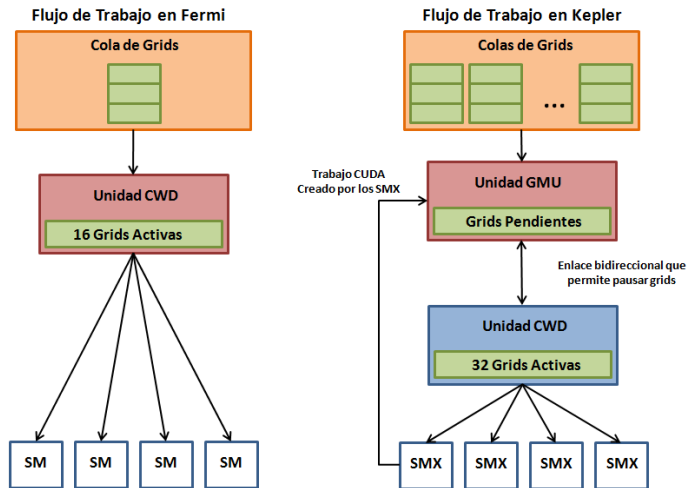 Flujo de Trabajo en Fermi
Cola de Grids
Unidad CWD
16 Grids Activas
SM
SM
SM
SM
Flujo de Trabajo en Kepler
Colas de Grids
...
Trabajo CUDA
Creado por los SMX
Unidad GMU
Grids Pendientes
Enlace bidireccional que
permite pausar grids
Unidad CWD
32 Grids Activas
SMX
SMX
SMX
SMX